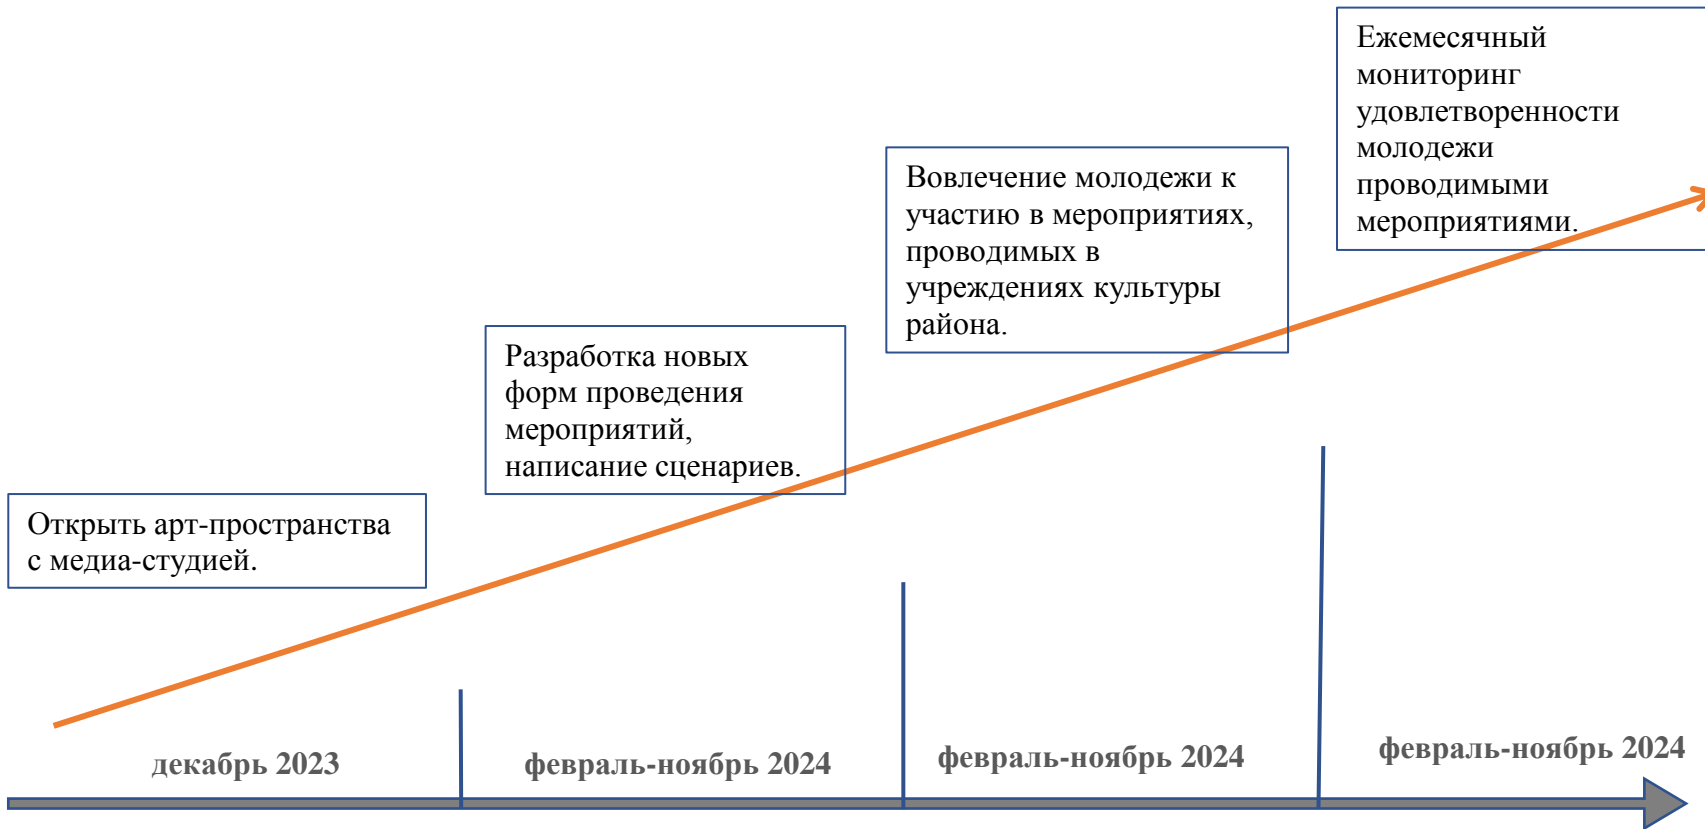 Открыть арт-пространства
с медиа-студией.
Разработка новых
форм проведения
мероприятий,
написание сценариев.
Вовлечение молодежи к
участию в мероприятиях,
проводимых в
учреждениях культуры
района.
Ежемесячный
мониторинг
удовлетворенности
молодежи
проводимыми
мероприятиями.
декабрь 2023
февраль-ноябрь 2024
февраль-ноябрь 2024
февраль-ноябрь 2024